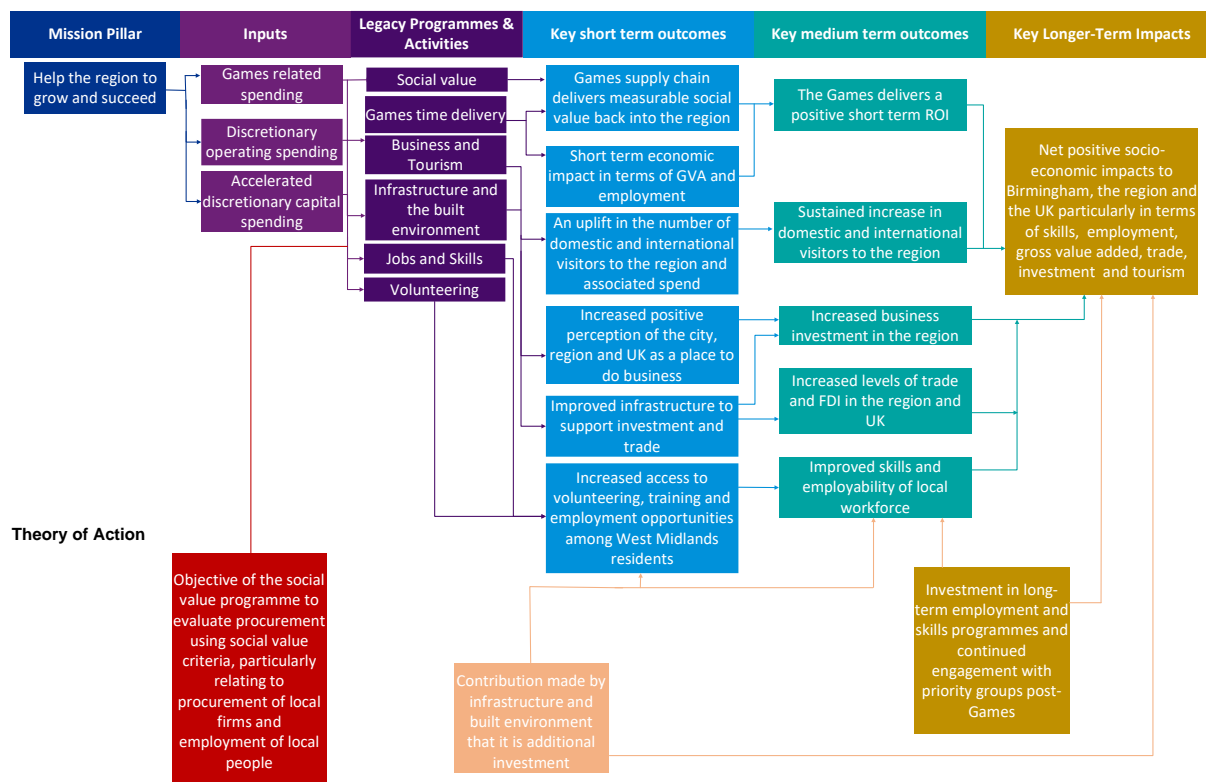 Mission Pillar
Inputs
Legacy Programmes &
Activities
Key short term outcomes
Key medium term outcomes
Key Longer-Term Impacts
Help the region to
grow and succeed
Games related
spending
Discretionary
operating spending
Accelerated
discretionary capital
spending
Social value
Games time delivery
Business and
Tourism
Infrastructure and
the built
environment
Jobs and Skills
Volunteering
Games supply chain
delivers measurable social
value back into the region
Short term economic
impact in terms of GVA and
employment
An uplift in the number of
domestic and international
visitors to the region and
associated spend
Increased positive
perception of the city,
region and UK as a place to
do business
Improved infrastructure to
support investment and
trade
Increased access to
volunteering, training and
employment opportunities
among West Midlands
residents
The Games delivers a
positive short term ROI
Sustained increase in
domestic and international
visitors to the region
Increased business
investment in the region
Increased levels of trade
and FDI in the region and
UK
Improved skills and
employability of local
workforce
Net positive socio-
economic impacts to
Birmingham, the region and
the UK particularly in terms
of skills, employment,
gross value added, trade,
investment and tourism
Theory of Action
Objective of the social
value programme to
evaluate procurement
using social value
criteria, particularly
relating to
procurement of local
firms and
employment of local
people
Contribution made by
infrastructure and
built environment
that it is additional
investment
Investment in long-
term employment and
skills programmes and
continued
engagement with
priority groups post-
Games